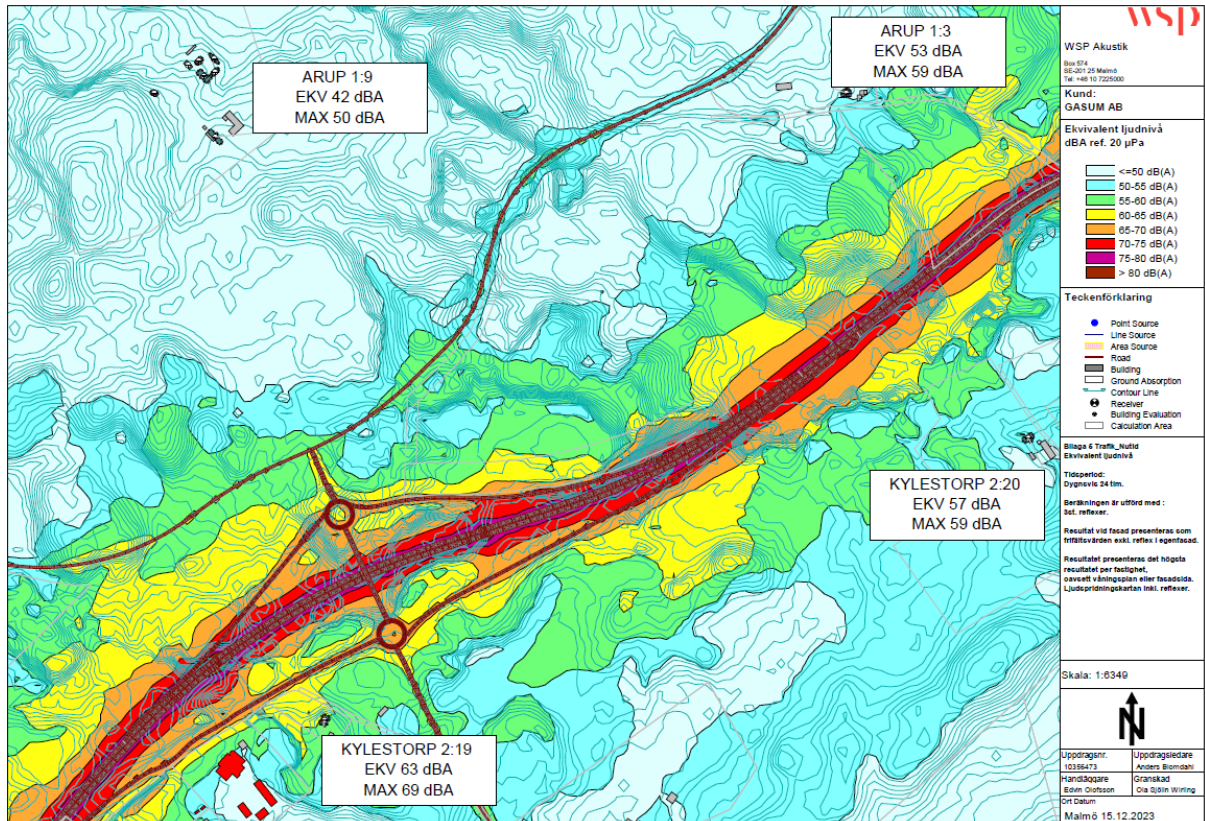 ARUP 1:9
EKV 42 dBA
MAX 50 dBA
ARUP 1:3
EKV 53 dBA
MAX 59 dBA
KYLESTORP 2:20
EKV 57 dBA
MAX 59 dBA
KYLESTORP 2:19
EKV 63 dBA
MAX 69 dBA
wsp
WSP Akustik
Box 574
SE-201 25 Malmö
Tel: +46 10 7225000
Kund:
GASUM AB
Ekvivalent ljudnivå
dBA ref. 20 µPa
<=50 dB(A)
50-55 dB(A)
55-60 dB(A)
60-65 dB(A)
65-70 dB(A)
70-75 dB(A)
75-80 dB(A)
> 80 dB(A)
Teckenförklaring
Point Source
Line Source
Area Source
Road
Building
Ground Absorption
Contour Line
Receiver
Building Evaluation
Calculation Area
Bilaga 6 Trafik_Nutid
Ekvivalent ljudnivå
Tidsperiod:
Dygnsvis 24 tim.
Beräkningen är utförd med :
3st. reflexer.
Resultat vid fasad presenteras som
frifältsvärden exkl. reflex i egenfasad.
Resultatet presenteras det högsta
resultatet per fastighet,
oavsett våningsplan eller fasadsida.
Ljudspridningskartan inkl. reflexer.
Skala: 1:6349
N
Uppdragsnr. Uppdragsledare
10356473 Anders Blomdahl
Handläggare Granskad
Edvin Olofsson Ola Sjölin Wirling
Ort Datum
Malmö 15.12.2023